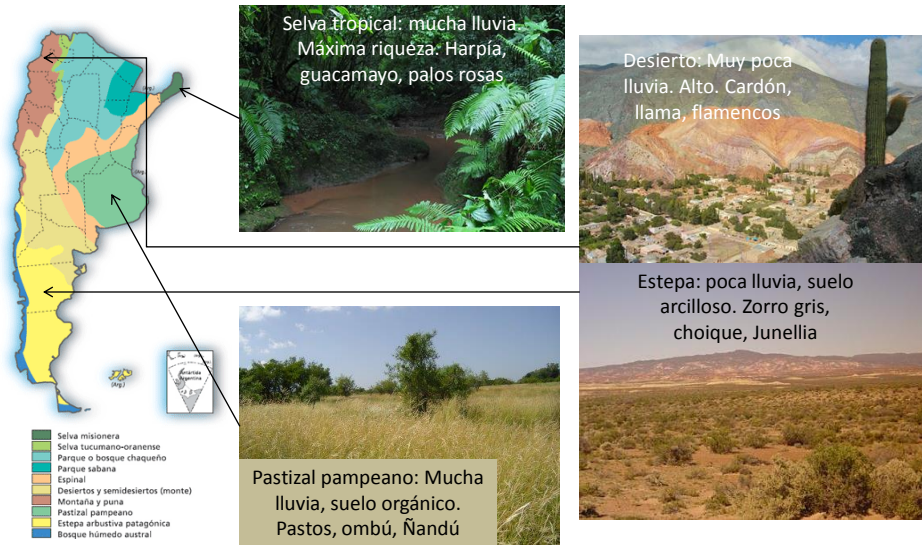 Selva tropical: mucha lluvia.
Máxima riqueza. Harpía,
guacamayo, palos rosas
Desierto: Muy poca
lluvia. Alto. Cardón,
llama, flamencos
(Arg.)
(Arg.)
Estepa: poca lluvia, suelo
arcilloso. Zorro gris,
choique, Junellia
Antártida
Argentina
(Arg.)
Selva misionera
Selva tucumano-oranense
Parque o bosque chaqueño
Parque sabana
Espinal
Desiertos y semidesiertos (monte)
Montaña y puna
Pastizal pampeano
Estepa arbustiva patagónica
Bosque húmedo austral
Pastizal pampeano: Mucha
lluvia, suelo orgánico.
Pastos, ombú, Ñandú